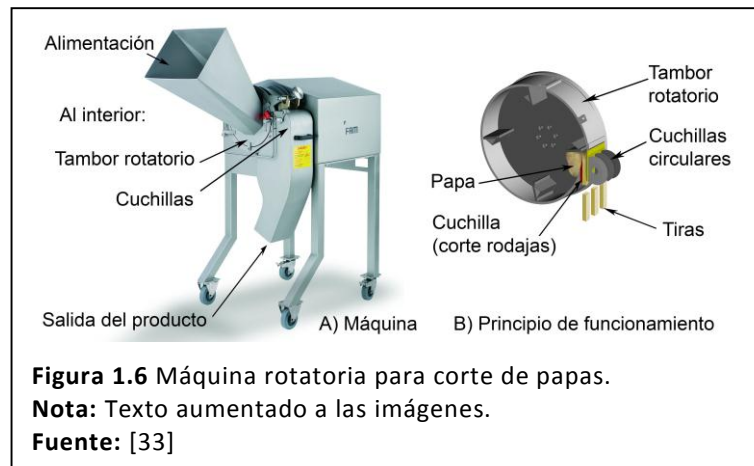 Alimentación
Al interior:
Tambor rotatorio
Cuchillas
Salida del producto
A) Máquina
Tambor
rotatorio
Cuchillas
circulares
Papa
Cuchilla
(corte rodajas)
Tiras
B) Principio de funcionamiento
Figura 1.6 Máquina rotatoria para corte de papas.
Nota: Texto aumentado a las imágenes.
Fuente: [33]